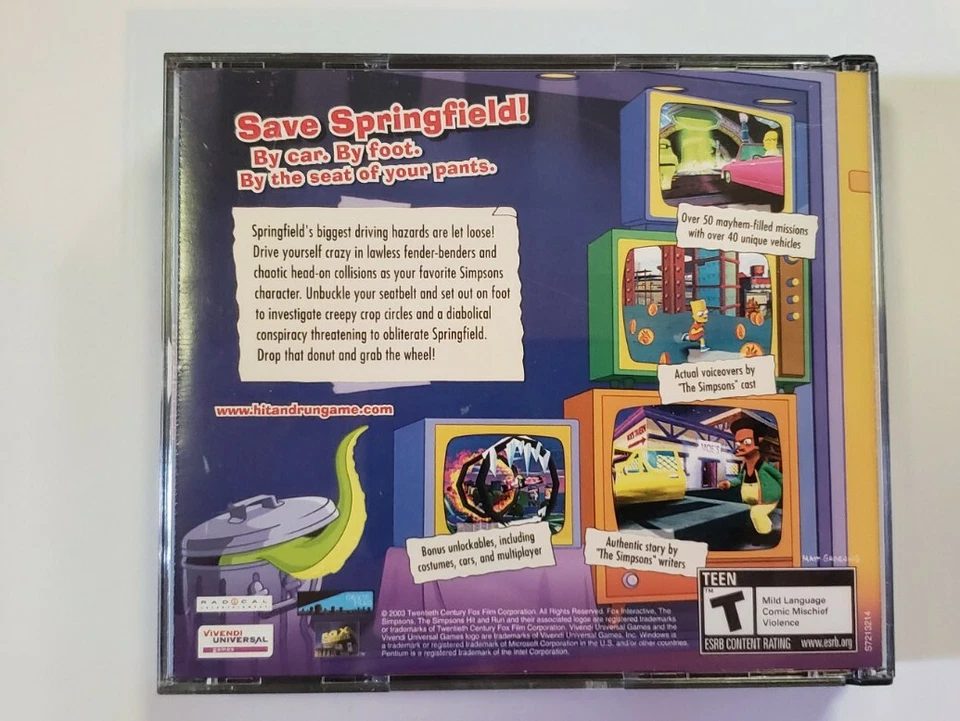 Save Springfield!
By car. By foot.
By the seat of your pants.
Springfield's biggest driving hazards are let loose!
Drive yourself crazy in lawless fender-benders and
chaotic head-on collisions as your favorite Simpsons
character. Unbuckle your seatbelt and set out on foot
to investigate creepy crop circles and a diabolical
conspiracy threatening to obliterate Springfield.
Drop that donut and grab the wheel!
www.hitandrungame.com
Over 50 mayhem-filled missions
with over 40 unique vehicles
Actual voiceovers by
"The Simpsons" cast
MOE'S
Bonus unlockables, including
costumes, cars, and multiplayer
Authentic story by
"The Simpsons" writers
MATT GROENING
RADICAL
ENTERTAINMENT
VIVENDI
UNIVERSAL
games
FOX
© 2003 Twentieth Century Fox Film Corporation. All Rights Reserved. Fox Interactive, The
Simpsons, The Simpsons Hit and Run and their associated logos are registered trademarks
or trademarks of Twentieth Century Fox Film Corporation. Vivendi Universal Games and the
Vivendi Universal Games logo are trademarks of Vivendi Universal Games, Inc. Windows is
a trademark or registered trademark of Microsoft Corporation in the U.S. and/or other countries.
Pentium is a registered trademark of the Intel Corporation.
TEEN
T
TM
Mild Language
Comic Mischief
Violence
ESRB CONTENT RATING www.esrb.org
S7213214